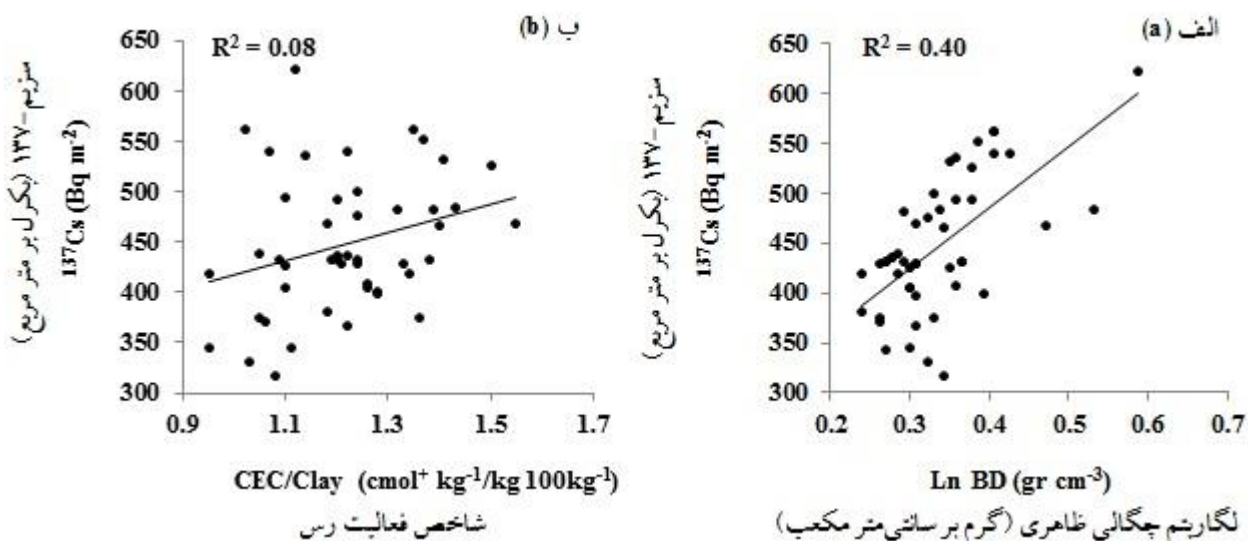 الف (a)
R² = 0.40
سزیم-۱۳۷ (بکرل بر متر مربع)
¹³⁷Cs (Bq m⁻²)
650
600
550
500
450
400
350
300
0.2 0.3 0.4 0.5 0.6 0.7
Ln BD (gr cm⁻³)
لگاریتم چگالی ظاهری (گرم بر سانتی‌متر مکعب)
ب (b)
R² = 0.08
سزیم-۱۳۷ (بکرل بر متر مربع)
¹³⁷Cs (Bq m⁻²)
650
600
550
500
450
400
350
300
0.9 1.1 1.3 1.5 1.7
CEC/Clay (cmol⁺ kg⁻¹/kg 100kg⁻¹)
شاخص فعالیت رس